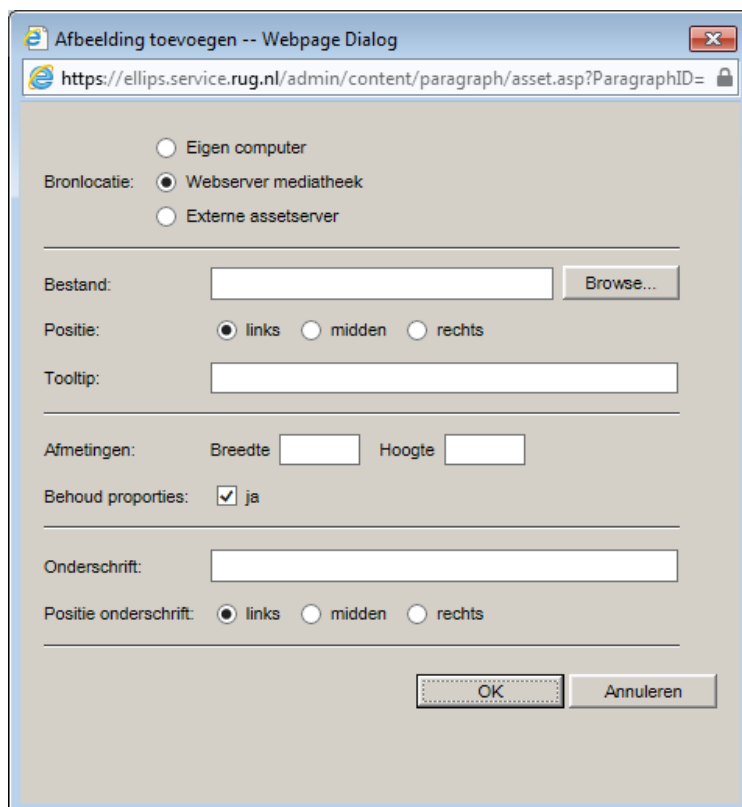 Afbeelding toevoegen -- Webpage Dialog
https://ellips.service.rug.nl/admin/content/paragraph/asset.asp?ParagraphID=
Eigen computer
Bronlocatie: Webserver mediatheek
Externe assetserver
Bestand: Browse...
Positie: links midden rechts
Tooltip:
Afmetingen: Breedte Hoogte
Behoud proporties: ja
Onderschrift:
Positie onderschrift: links midden rechts
OK Annuleren